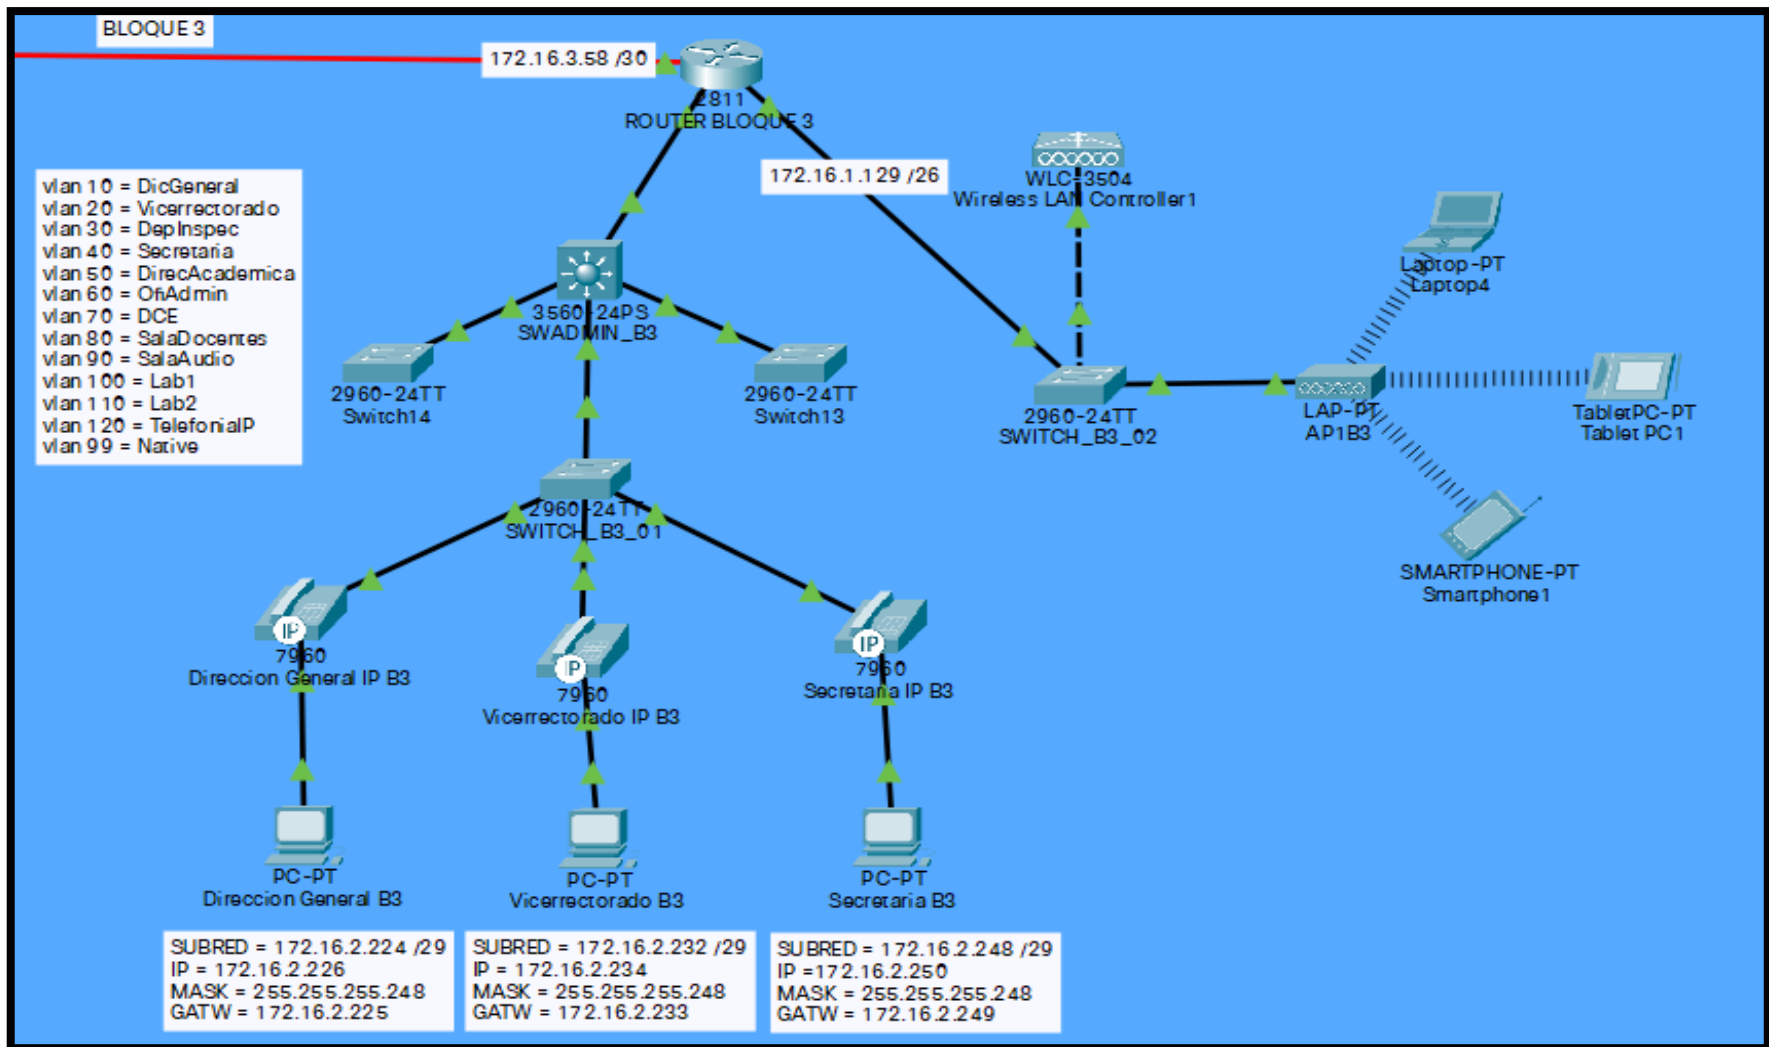 BLOQUE 3
172.16.3.58 /30
2811
ROUTER BLOQUE 3
172.16.1.129 /26
WLC-3504
Wireless LAN Controller1
vlan 10 = DicGeneral
vlan 20 = Vicerrectorado
vlan 30 = DepInspec
vlan 40 = Secretaria
vlan 50 = DirecAcademica
vlan 60 = OfiAdmin
vlan 70 = DCE
vlan 80 = SalaDocentes
vlan 90 = SalaAudio
vlan 100 = Lab1
vlan 110 = Lab2
vlan 120 = TelefoniaIP
vlan 99 = Native
Laptop-PT
Laptop4
3560-24PS
SWADMIN_B3
2960-24TT
Switch14
2960-24TT
Switch13
2960-24TT
SWITCH_B3_02
LAP-PT
AP1B3
TabletPC-PT
Tablet PC1
2960-24TT
SWITCH_B3_01
SMARTPHONE-PT
Smartphone1
IP
7960
Direccion General IP B3
IP
7960
Vicerrectorado IP B3
IP
7960
Secretaria IP B3
PC-PT
Direccion General B3
PC-PT
Vicerrectorado B3
PC-PT
Secretaria B3
SUBRED = 172.16.2.224 /29
IP = 172.16.2.226
MASK = 255.255.255.248
GATW = 172.16.2.225
SUBRED = 172.16.2.232 /29
IP = 172.16.2.234
MASK = 255.255.255.248
GATW = 172.16.2.233
SUBRED = 172.16.2.248 /29
IP =172.16.2.250
MASK = 255.255.255.248
GATW = 172.16.2.249